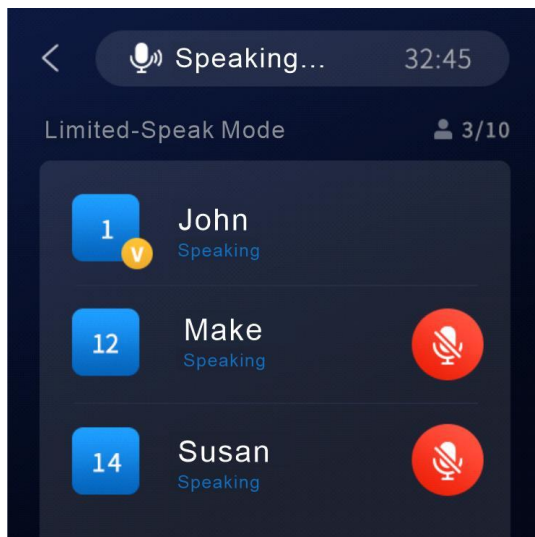 Speaking... 32:45
Limited-Speak Mode 3/10
1 John
V Speaking
12 Make
Speaking
14 Susan
Speaking